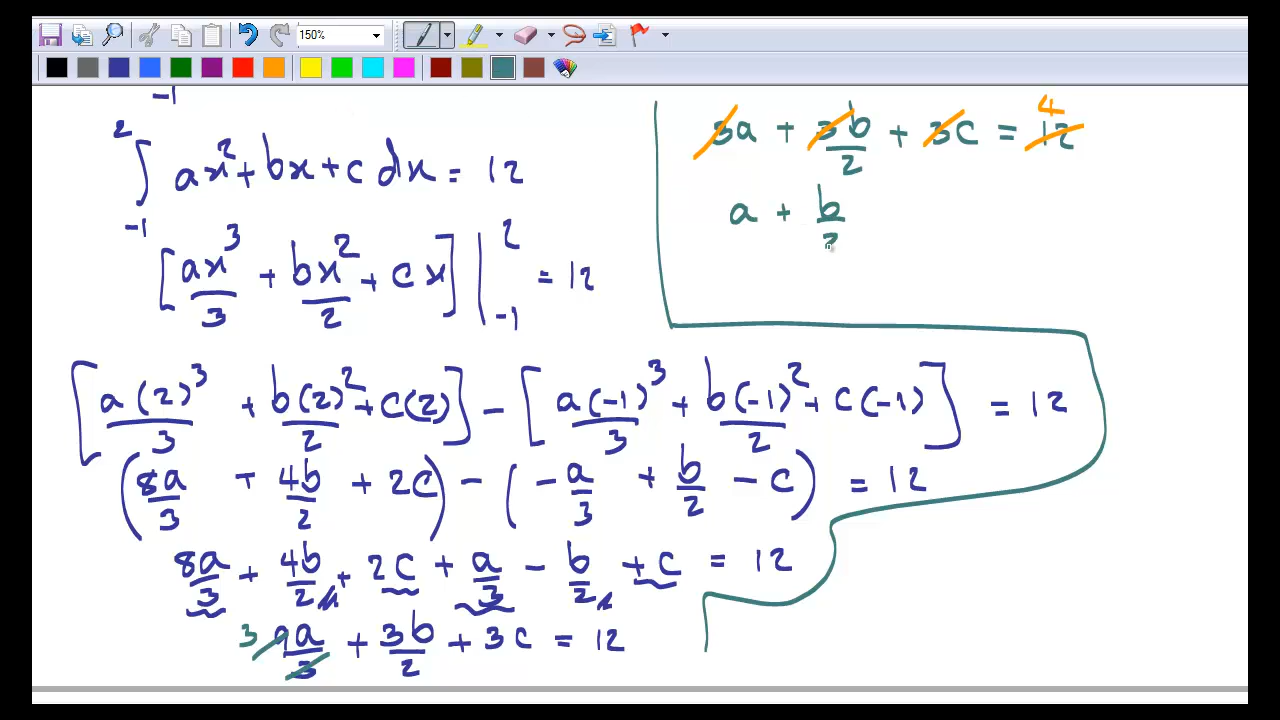 150%
-1
∫_{-1}^{2} ax² + bx + c dx = 12
[ax³/3 + bx²/2 + cx] |_{-1}^{2} = 12
[a(2)³/3 + b(2)²/2 + c(2)] - [a(-1)³/3 + b(-1)²/2 + c(-1)] = 12
(8a/3 + 4b/2 + 2c) - (-a/3 + b/2 - c) = 12
8a/3 + 4b/2 + 2c + a/3 - b/2 + c = 12
3 9a/3 + 3b/2 + 3c = 12
4
3a + 3b/2 + 3c = 12
a + b/2